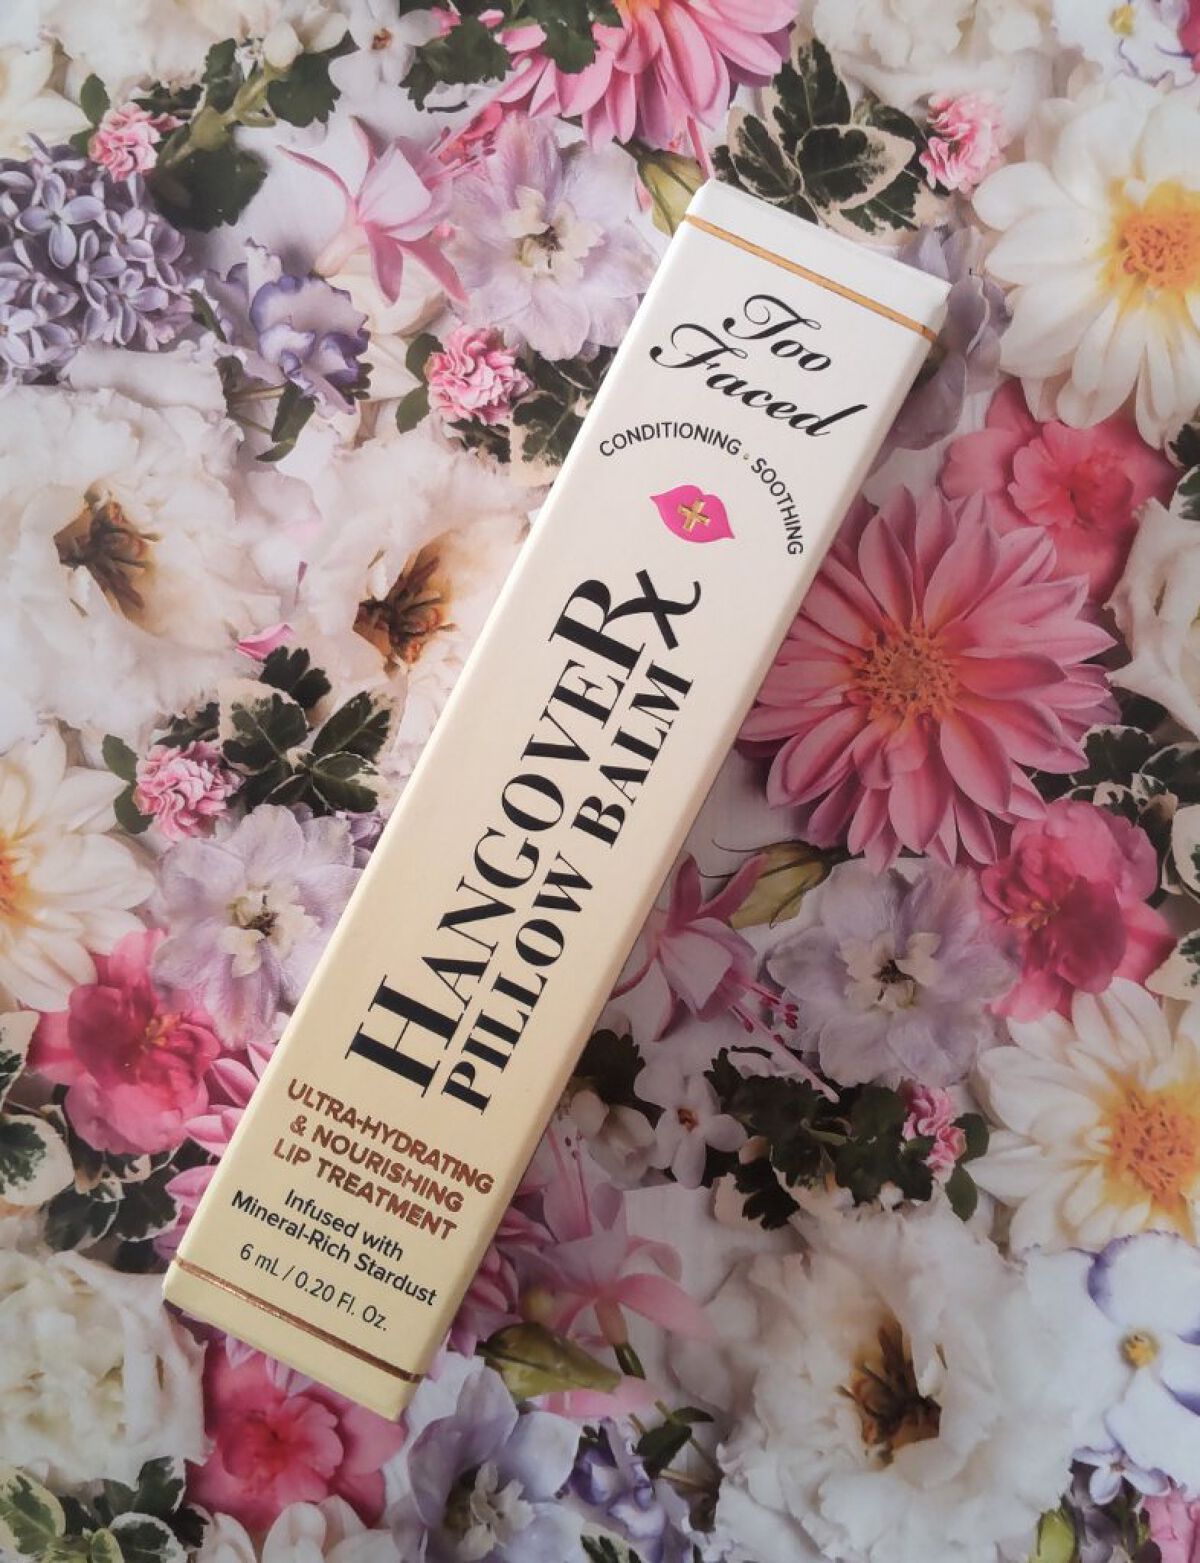 Too
Faced
CONDITIONING • SOOTHING
HANGOVER RX
PILLOW BALM
ULTRA-HYDRATING
& NOURISHING
LIP TREATMENT
Infused with
Mineral-Rich Stardust
6 mL / 0.20 Fl. Oz.